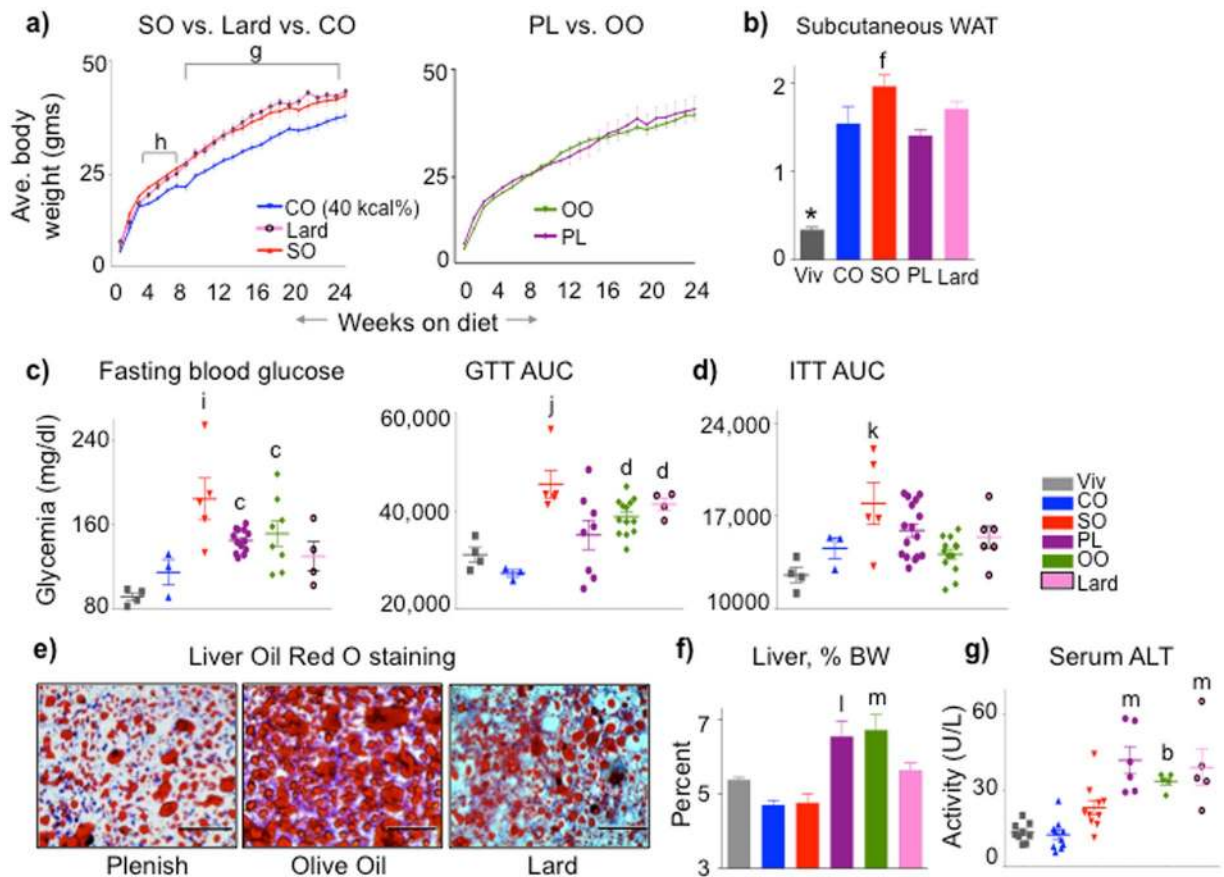 a)
SO vs. Lard vs. CO
PL vs. OO
b)
Subcutaneous WAT
Ave. body
weight (gms)
50
25
0
g
h
CO (40 kcal%)
Lard
SO
0 4 8 12 16 20 24
50
25
0
OO
PL
0 4 8 12 16 20 24
Weeks on diet
2
1
0
*
f
Viv CO SO PL Lard
c)
Fasting blood glucose
GTT AUC
d)
ITT AUC
Glycemia (mg/dl)
240
160
80
i
c
c
60,000
40,000
20,000
j
d
d
24,000
17,000
10000
k
Viv
CO
SO
PL
OO
Lard
e)
Liver Oil Red O staining
Plenish
Olive Oil
Lard
f)
Liver, % BW
Percent
7
5
3
l
m
g)
Serum ALT
Activity (U/L)
60
30
0
m
b
m